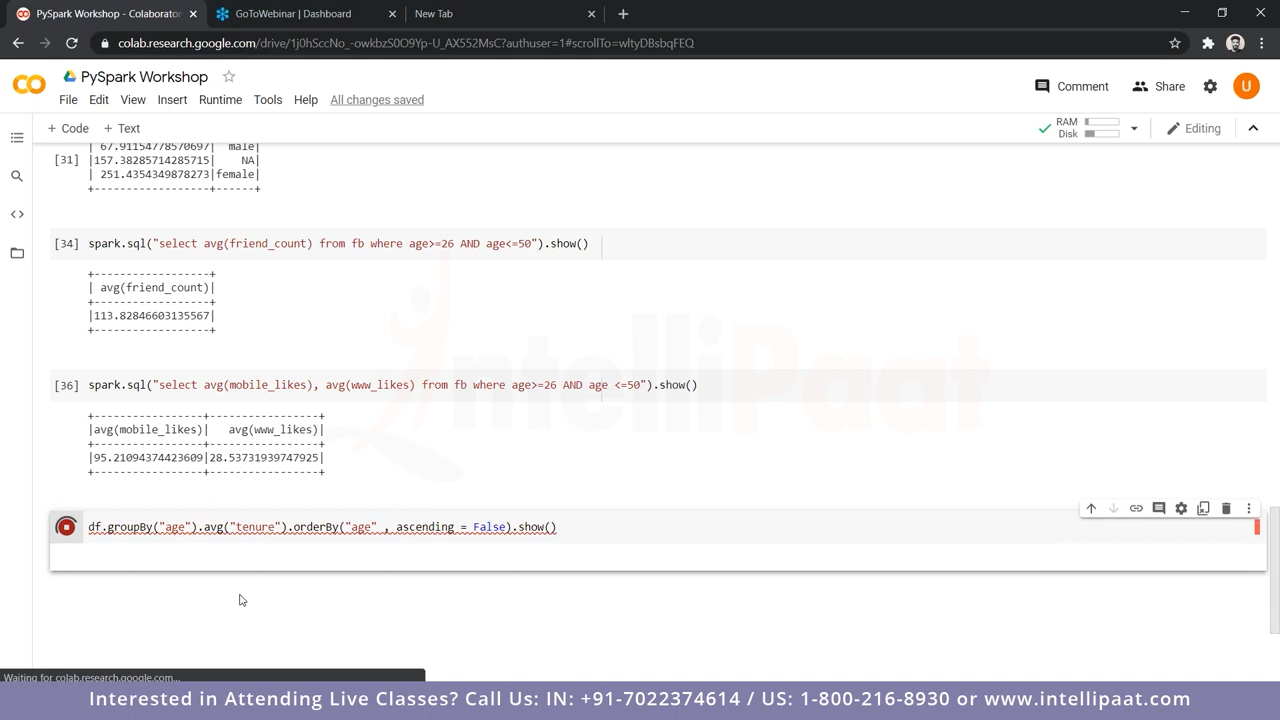 PySpark Workshop - Colaborator
GoToWebinar | Dashboard
New Tab
colab.research.google.com/drive/1j0hSccNo_-owkbzS0O9Yp-U_AX552MsC?authuser=1#scrollTo=wltyDBsbqFEQ
CO
PySpark Workshop
Comment
Share
U
File Edit View Insert Runtime Tools Help All changes saved
+ Code + Text
RAM
Disk
Editing
| 67.91154778570697| male|
[31] |157.38285714285715| NA|
| 251.4354349878273|female|
+------------------+------+
[34] spark.sql("select avg(friend_count) from fb where age>=26 AND age<=50").show()
+-----------------+
| avg(friend_count)|
+-----------------+
|113.82846603135567|
+-----------------+
[36] spark.sql("select avg(mobile_likes), avg(www_likes) from fb where age>=26 AND age <=50").show()
+-----------------+-----------------+
|avg(mobile_likes)| avg(www_likes)|
+-----------------+-----------------+
|95.21094374423609|28.53731939747925|
+-----------------+-----------------+
df.groupBy("age").avg("tenure").orderBy("age" , ascending = False).show()
IntelliPaat
Waiting for colab.research.google.com...
Interested in Attending Live Classes? Call Us: IN: +91-7022374614 / US: 1-800-216-8930 or www.intellipaat.com